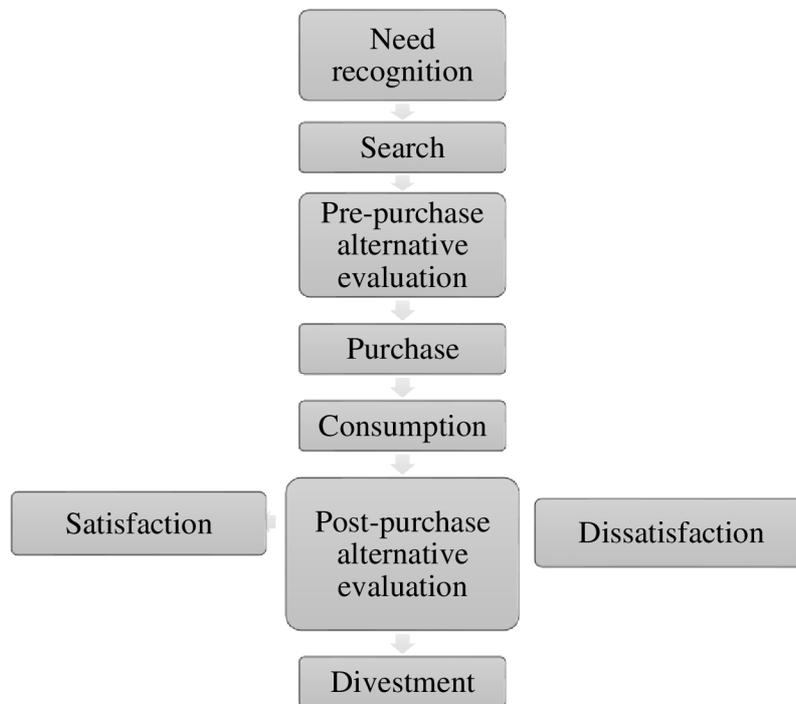 Need
recognition
Search
Pre-purchase
alternative
evaluation
Purchase
Consumption
Satisfaction
Post-purchase
alternative
evaluation
Dissatisfaction
Divestment